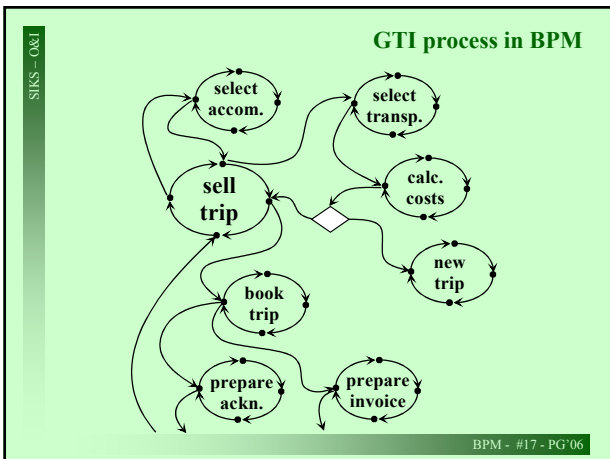 SIKS – O&I
GTI process in BPM
select
accom.
select
transp.
sell
trip
calc.
costs
new
trip
book
trip
prepare
ackn.
prepare
invoice
BPM - #17 - PG'06